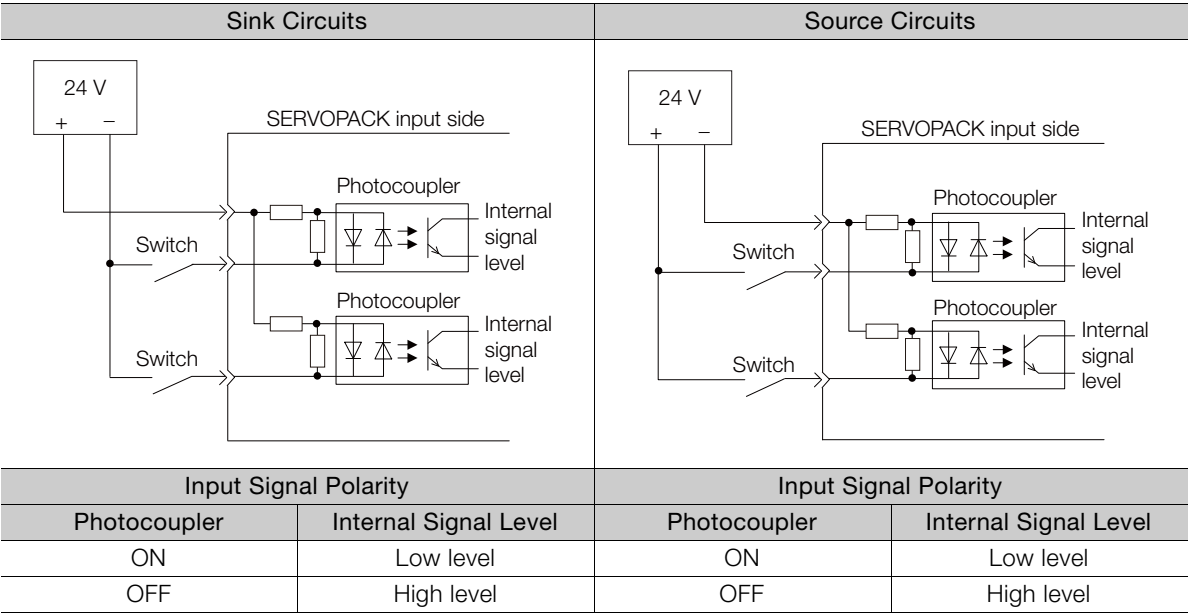 Sink Circuits
Source Circuits
24 V
+ −
SERVOPACK input side
Photocoupler
Internal
signal
level
Switch
Photocoupler
Internal
signal
level
Switch
24 V
+ −
SERVOPACK input side
Photocoupler
Internal
signal
level
Switch
Photocoupler
Internal
signal
level
Switch
Input Signal Polarity
Input Signal Polarity
Photocoupler Internal Signal Level Photocoupler Internal Signal Level
ON Low level ON Low level
OFF High level OFF High level